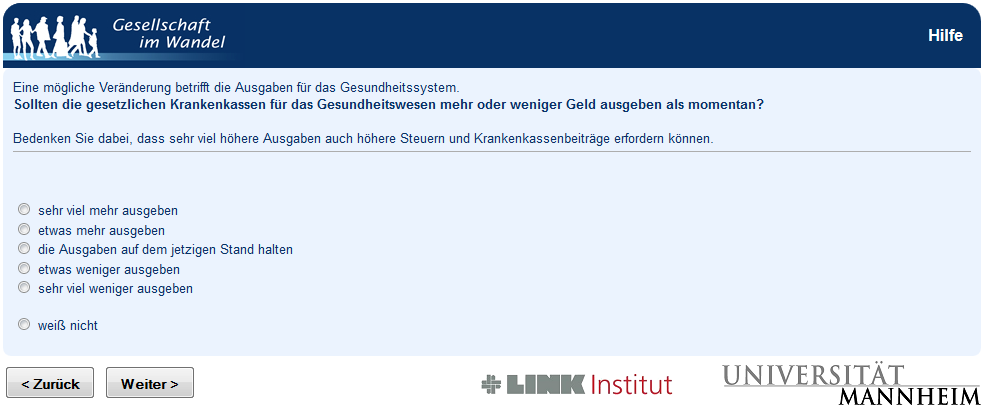 Gesellschaft
im Wandel
Hilfe
Eine mögliche Veränderung betrifft die Ausgaben für das Gesundheitssystem.
Sollten die gesetzlichen Krankenkassen für das Gesundheitswesen mehr oder weniger Geld ausgeben als momentan?
Bedenken Sie dabei, dass sehr viel höhere Ausgaben auch höhere Steuern und Krankenkassenbeiträge erfordern können.
sehr viel mehr ausgeben
etwas mehr ausgeben
die Ausgaben auf dem jetzigen Stand halten
etwas weniger ausgeben
sehr viel weniger ausgeben
weiß nicht
< Zurück
Weiter >
LINK Institut
UNIVERSITÄT
MANNHEIM